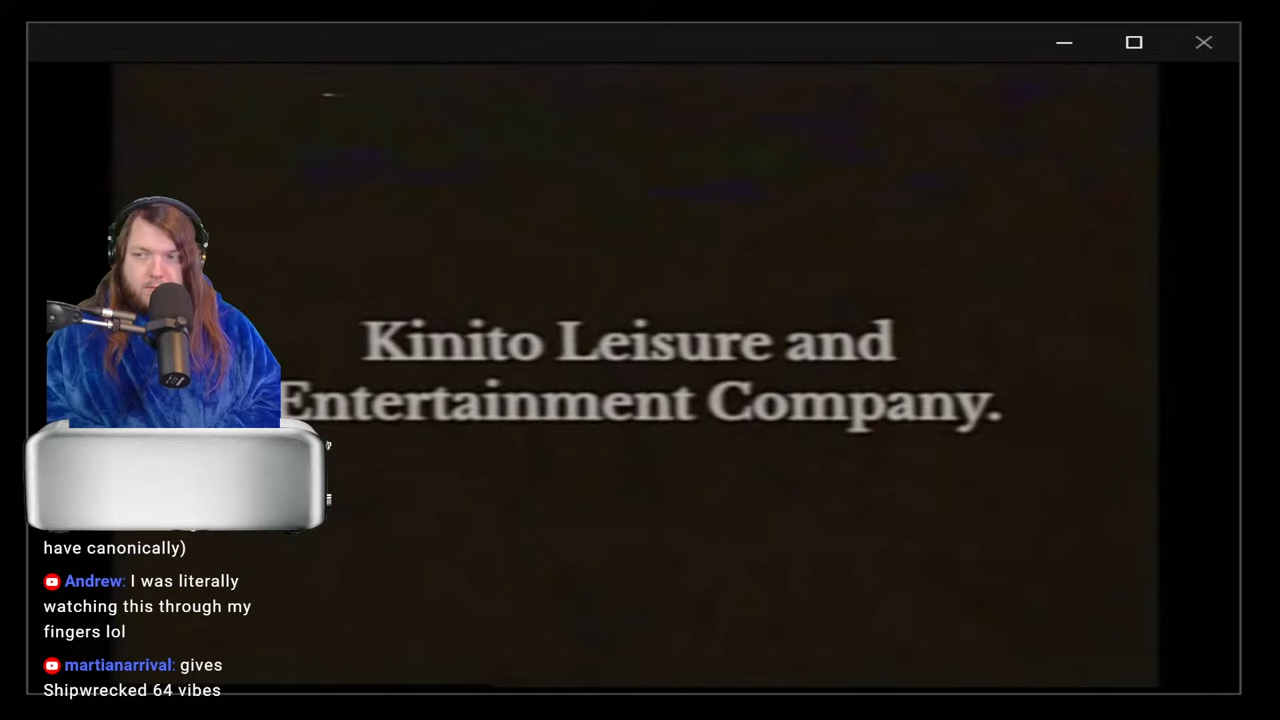 Kinito Leisure and
Entertainment Company.
have canonically)
Andrew: I was literally
watching this through my
fingers lol
martianarrival: gives
Shipwrecked 64 vibes